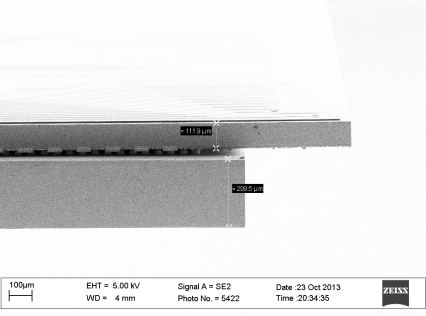 = 111.9 µm
= 299.5 µm
100µm
EHT = 5.00 kV
Signal A = SE2
Date :23 Oct 2013
WD = 4 mm
Photo No. = 5422
Time :20:34:35
ZEISS